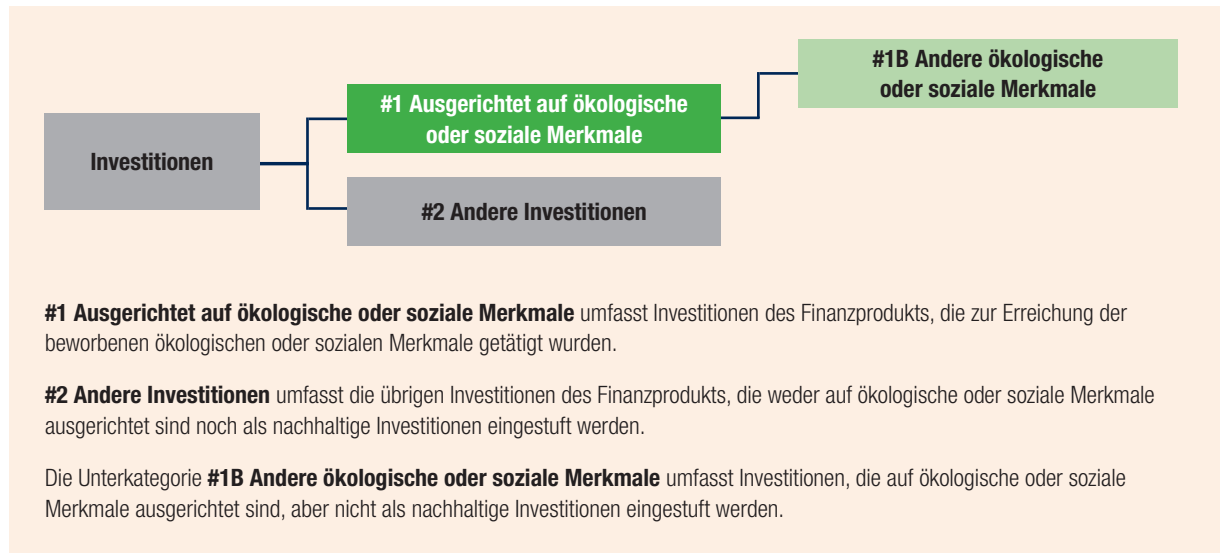 #1B Andere ökologische
oder soziale Merkmale
#1 Ausgerichtet auf ökologische
oder soziale Merkmale
Investitionen
#2 Andere Investitionen
#1 Ausgerichtet auf ökologische oder soziale Merkmale umfasst Investitionen des Finanzprodukts, die zur Erreichung der
beworbenen ökologischen oder sozialen Merkmale getätigt wurden.
#2 Andere Investitionen umfasst die übrigen Investitionen des Finanzprodukts, die weder auf ökologische oder soziale Merkmale
ausgerichtet sind noch als nachhaltige Investitionen eingestuft werden.
Die Unterkategorie #1B Andere ökologische oder soziale Merkmale umfasst Investitionen, die auf ökologische oder soziale
Merkmale ausgerichtet sind, aber nicht als nachhaltige Investitionen eingestuft werden.